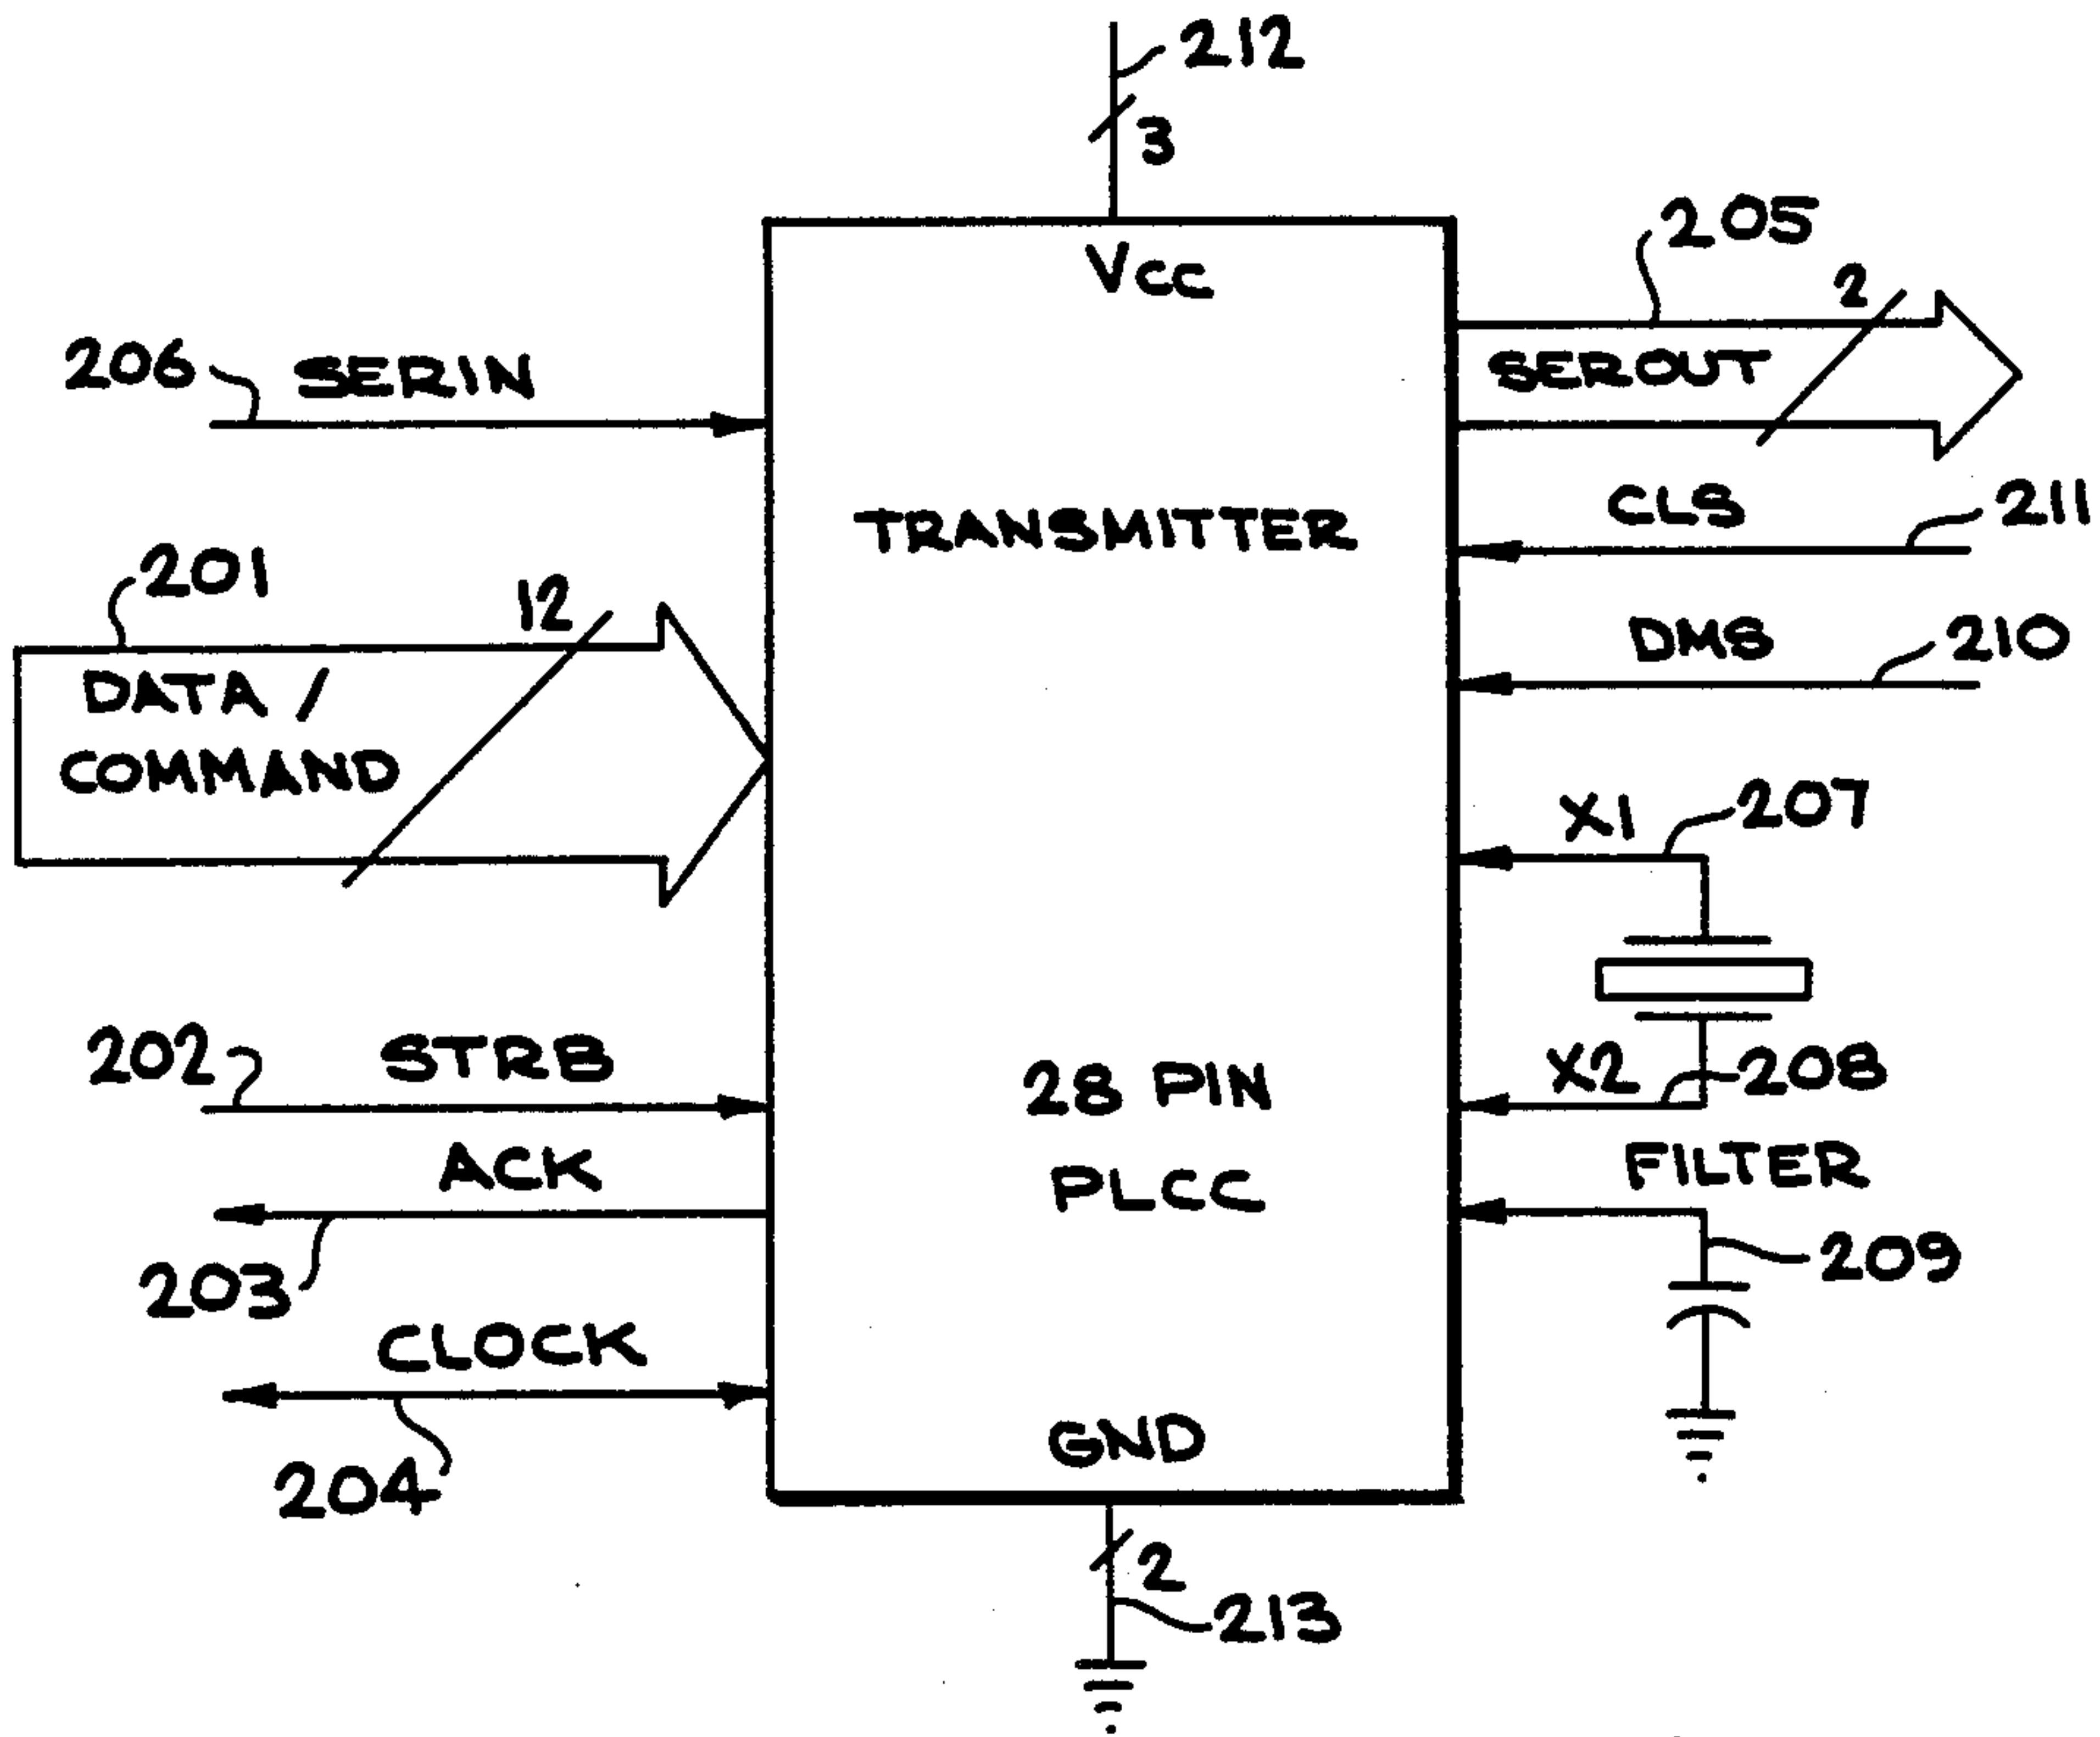 212
3
Vcc
205
2
206 SERIN
SEROUT
TRANSMITTER
CLS
211
201
12
DATA /
COMMAND
DMS
210
X1
207
202
STRB
28 PIN
PLCC
X2
208
ACK
203
FILTER
209
CLOCK
204
GND
2
213